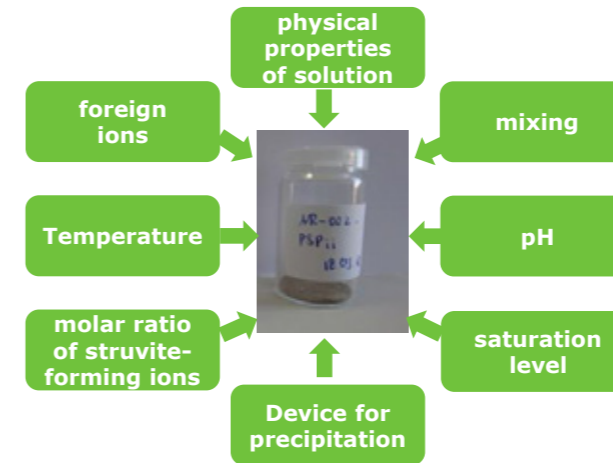 physical
properties
of solution
foreign
ions
mixing
Temperature
pH
molar ratio
of struvite-
forming ions
saturation
level
Device for
precipitation